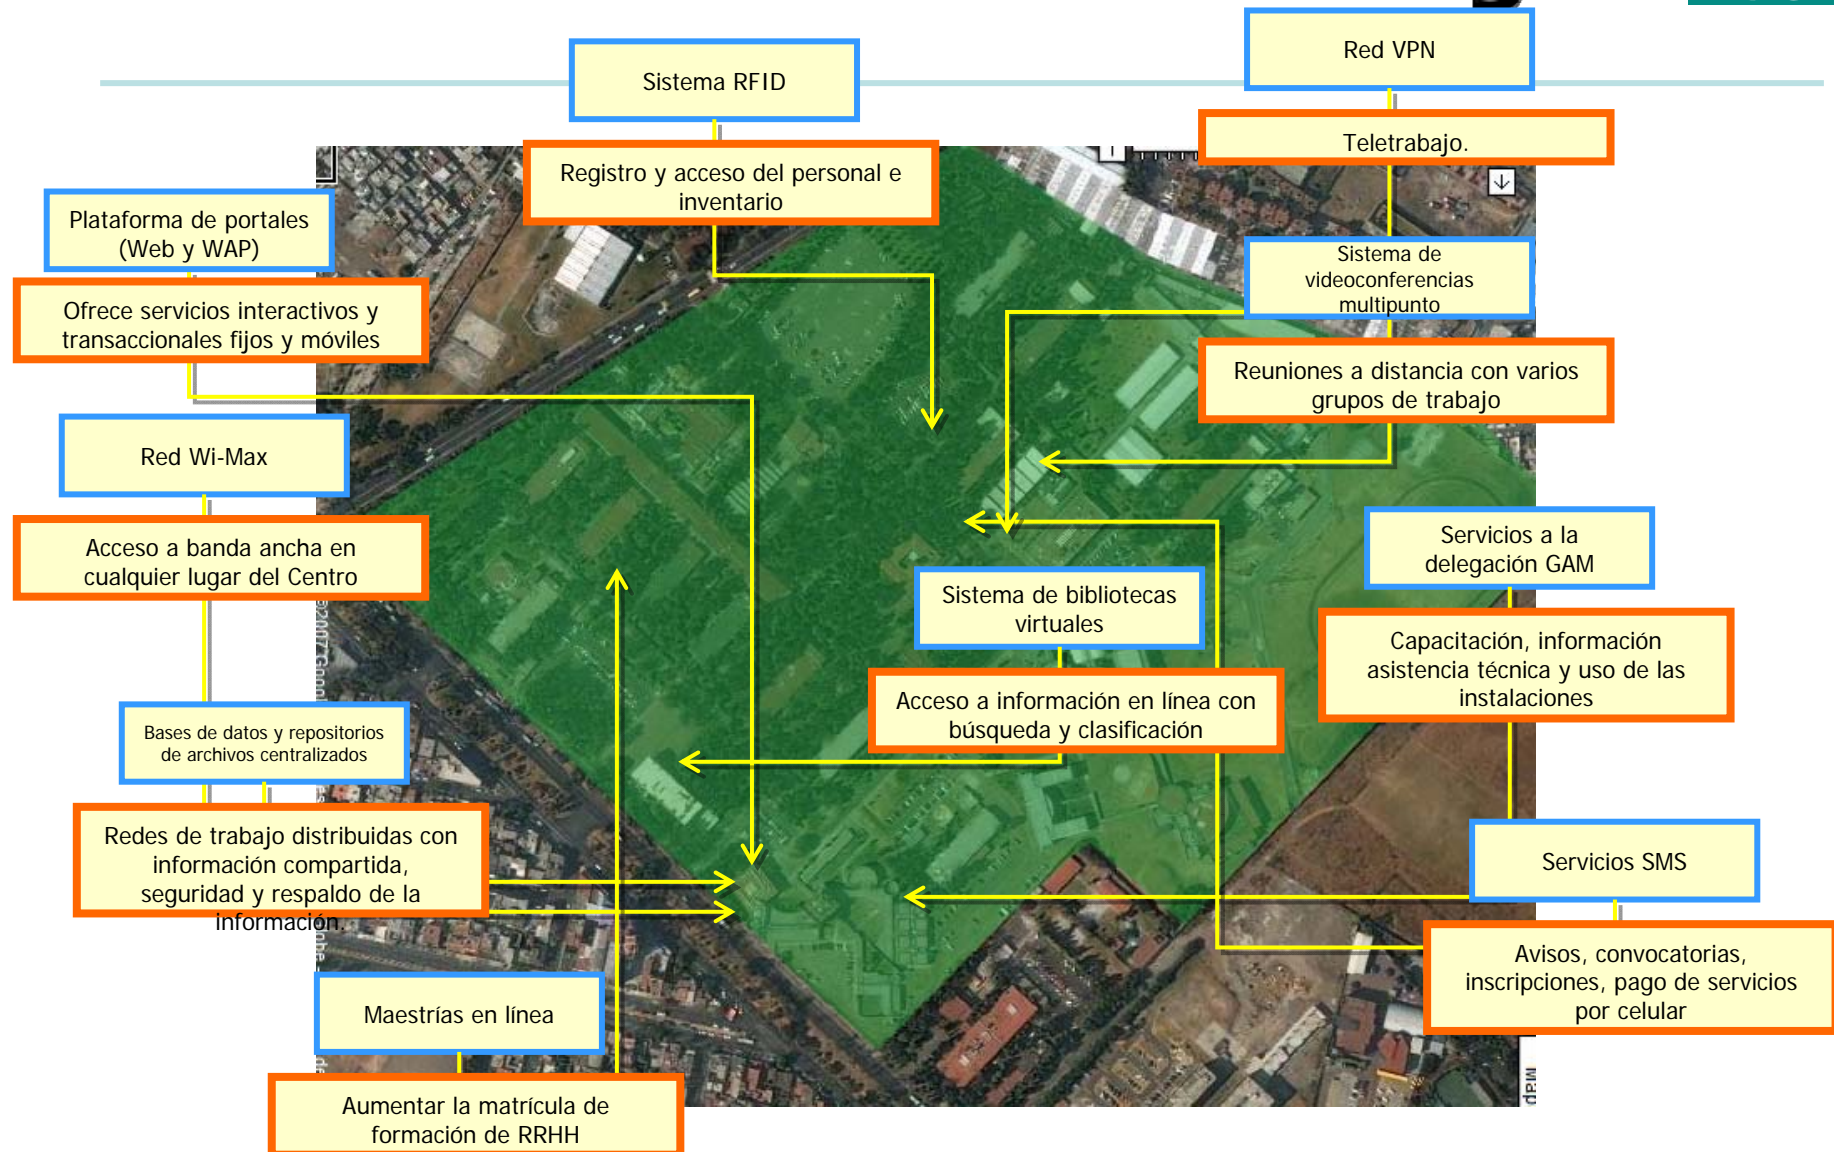 Red VPN
Sistema RFID
Teletrabajo.
Registro y acceso del personal e
inventario
Plataforma de portales
(Web y WAP)
Sistema de
videoconferencias
multipunto
Ofrece servicios interactivos y
transaccionales fijos y móviles
Reuniones a distancia con varios
grupos de trabajo
Red Wi-Max
Acceso a banda ancha en
cualquier lugar del Centro
Servicios a la
delegación GAM
Sistema de bibliotecas
virtuales
Capacitación, información
asistencia técnica y uso de las
instalaciones
Acceso a información en línea con
búsqueda y clasificación
Bases de datos y repositorios
de archivos centralizados
Redes de trabajo distribuidas con
información compartida,
seguridad y respaldo de la
información.
Servicios SMS
Avisos, convocatorias,
inscripciones, pago de servicios
por celular
Maestrías en línea
Aumentar la matrícula de
formación de RRHH
Map